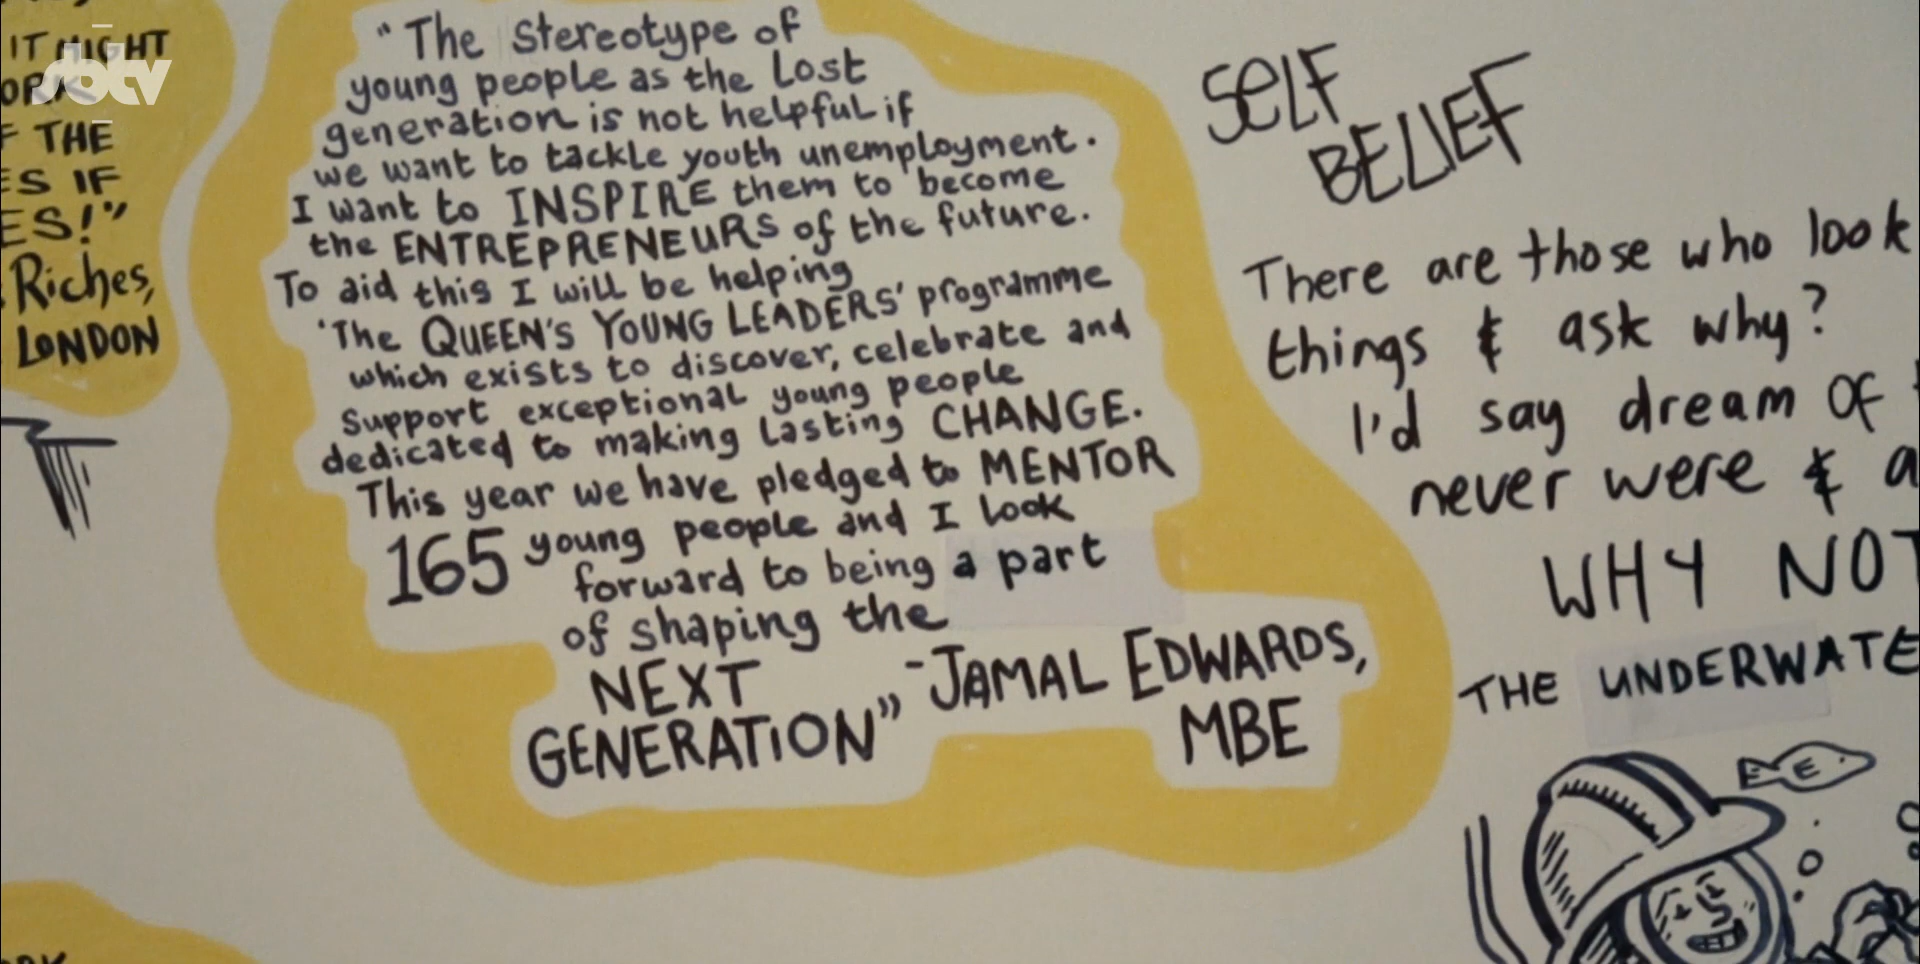 sbtv
IT MIGHT
F THE
ES IF
ES!"
Riches,
LONDON
"The Stereotype of
young people as the Lost
generation is not helpful if
we want to tackle youth unemployment.
I want to INSPIRE them to become
the ENTREPRENEURS of the future.
To aid this I will be helping
'The QUEEN'S YOUNG LEADERS' programme
which exists to discover, celebrate and
Support exceptional young people
dedicated to making lasting CHANGE.
This year we have pledged to MENTOR
165 young people and I look
forward to being a part
of shaping the
NEXT
GENERATION" -JAMAL EDWARDS,
MBE
SELF
BELIEF
There are those who look
things & ask why?
I'd say dream of t
never were & a
WHY NOT
THE UNDERWATE